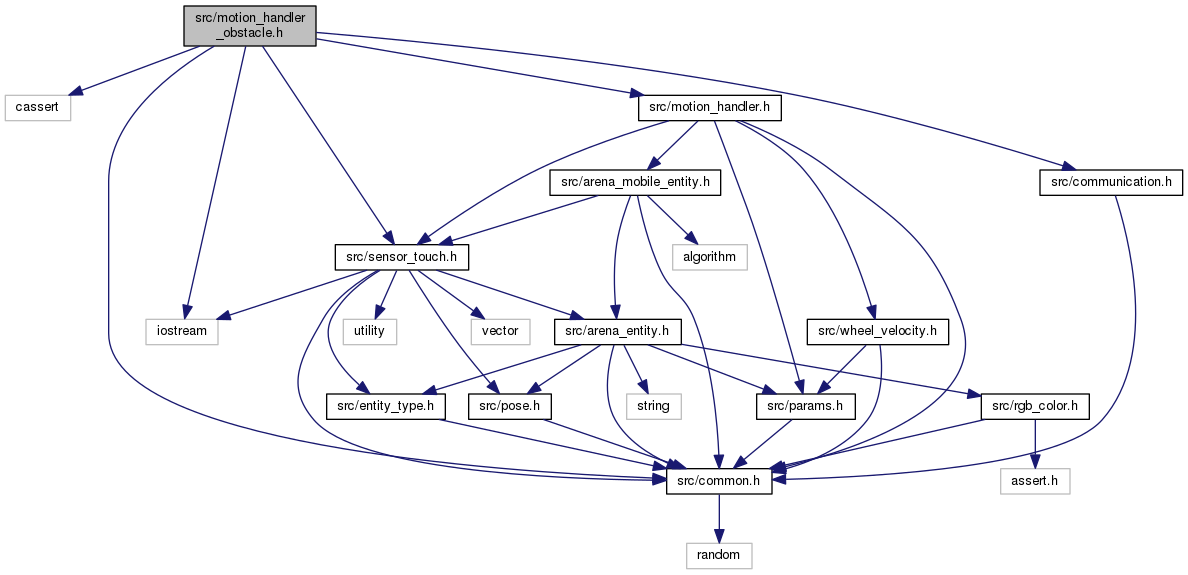 src/motion_handler
_obstacle.h
cassert
src/motion_handler.h
src/arena_mobile_entity.h
src/communication.h
src/sensor_touch.h
algorithm
iostream
utility
vector
src/arena_entity.h
src/wheel_velocity.h
src/entity_type.h
src/pose.h
string
src/params.h
src/rgb_color.h
src/common.h
assert.h
random